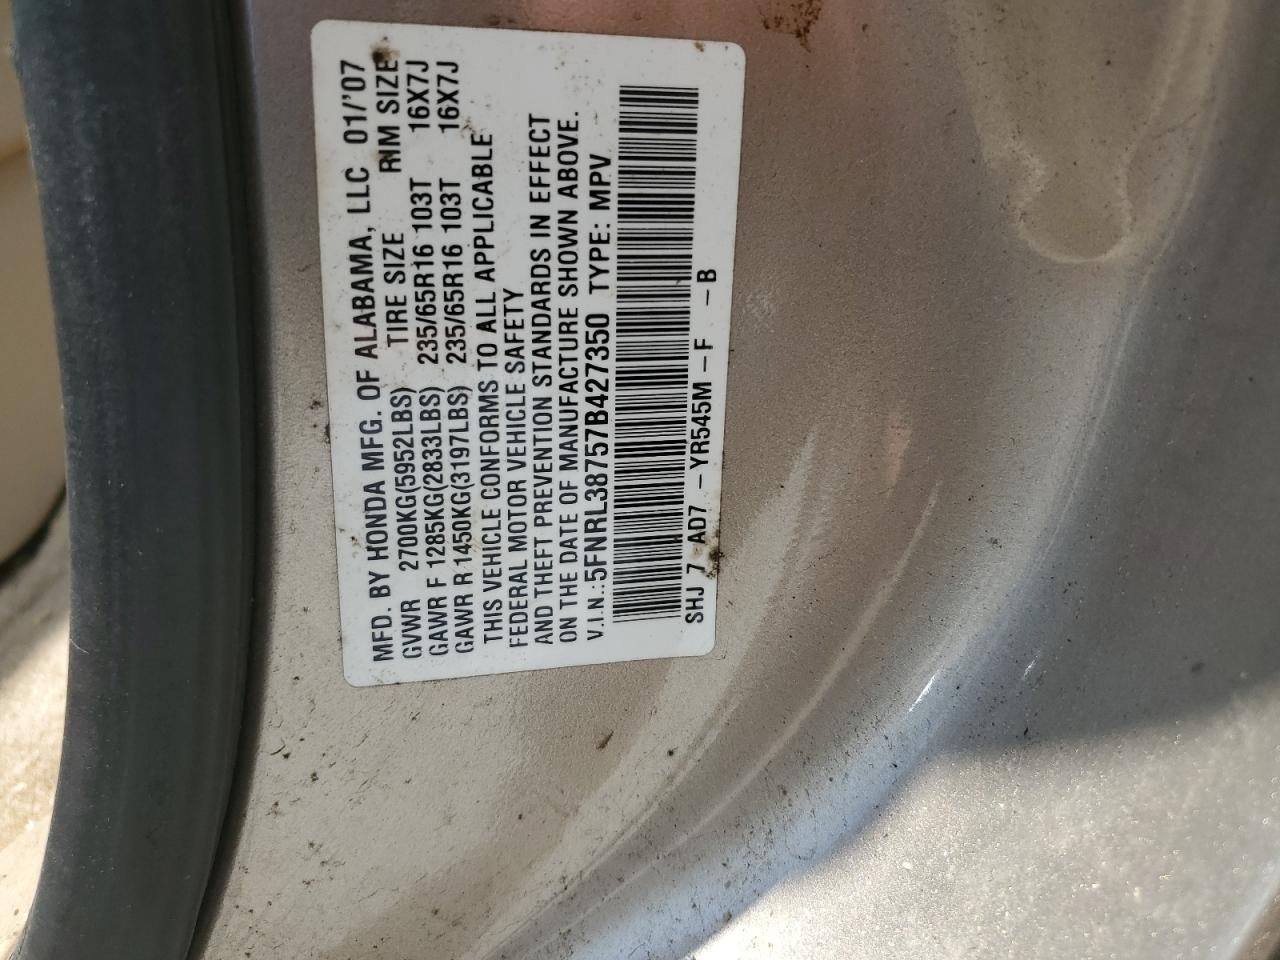 MFD. BY HONDA MFG. OF ALABAMA, LLC 01/'07
GVWR 2700KG(5952LBS) TIRE SIZE RIM SIZE
GAWR F 1285KG(2833LBS) 235/65R16 103T 16X7J
GAWR R 1450KG(3197LBS) 235/65R16 103T 16X7J
THIS VEHICLE CONFORMS TO ALL APPLICABLE
FEDERAL MOTOR VEHICLE SAFETY
AND THEFT PREVENTION STANDARDS IN EFFECT
ON THE DATE OF MANUFACTURE SHOWN ABOVE.
V.I.N.:5FNRL38757B427350 TYPE: MPV
SHJ 7 AD7 -YR545M-F -B